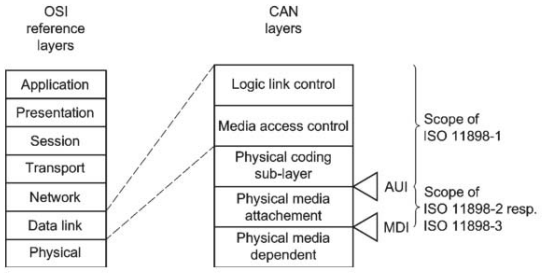 OSI
reference
layers
Application
Presentation
Session
Transport
Network
Data link
Physical
CAN
layers
Logic link control
Media access control
Physical coding
sub-layer
Physical media
attachement
Physical media
dependent
AUI
MDI
Scope of
ISO 11898-1
Scope of
ISO 11898-2 resp.
ISO 11898-3